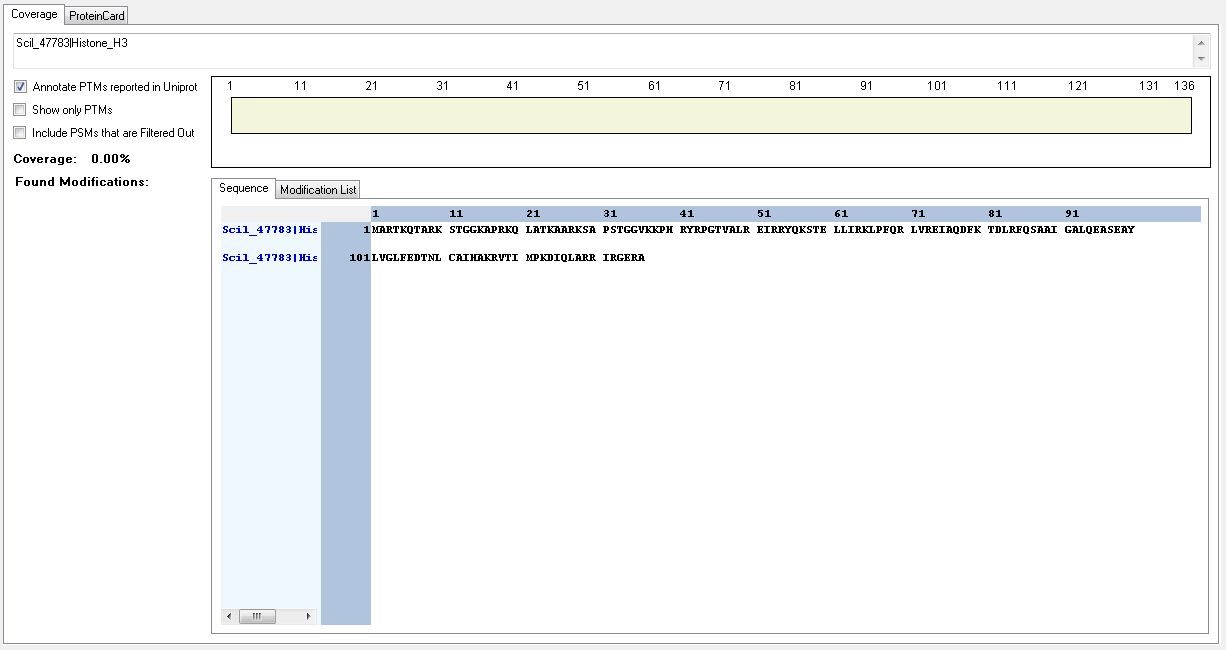 Coverage ProteinCard
Scil_47783|Histone_H3
Annotate PTMs reported in Uniprot
Show only PTMs
Include PSMs that are Filtered Out
Coverage: 0.00%
Found Modifications:
1 11 21 31 41 51 61 71 81 91 101 111 121 131 136
Sequence Modification List
1 11 21 31 41 51 61 71 81 91
Scil_47783|His 1 MARTKQTARK STGGKAPRKQ LATKAARKSA PSTGGVKKPH RYRPGTVALR EIRRYQKSTE LLIRKLPFQR LVREIAQDFK TDLRFQSAAI GALQEASEAY
Scil_47783|His 101 LVGLFEDTNL CAIHAKRVTI MPKDIQLARR IRGERA